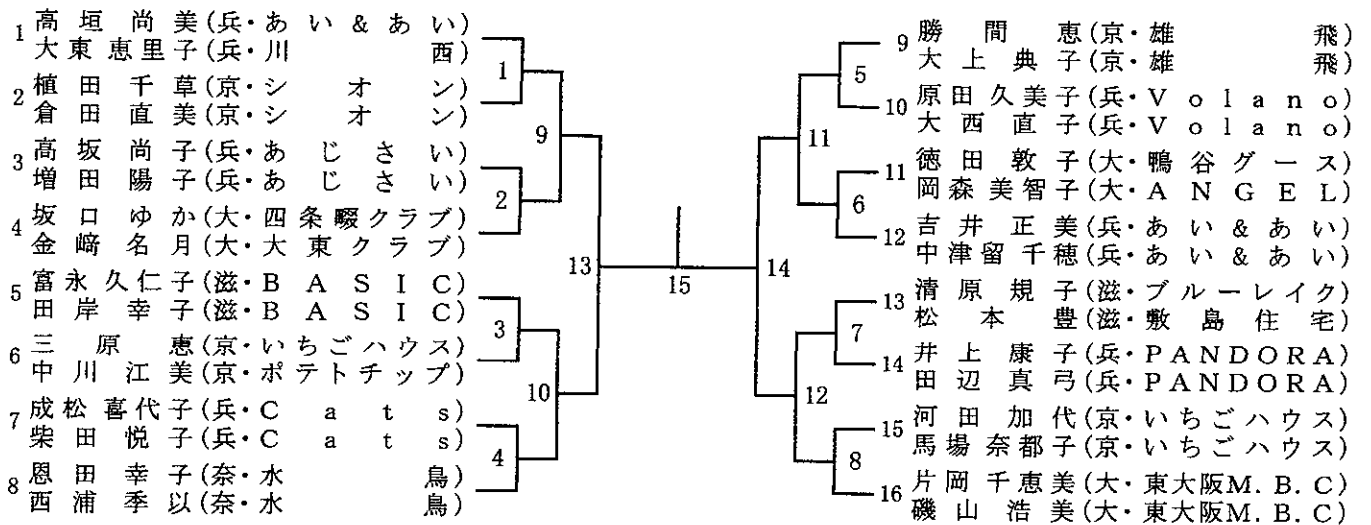 1 高垣尚美(兵・あい&あい)
大東恵里子(兵・川西)
2 植田千草(京・シオン)
倉田直美(京・シオン)
3 高坂尚子(兵・あじさい)
増田陽子(兵・あじさい)
4 坂口ゆか(大・四条畷クラブ)
金﨑名月(大・大東クラブ)
5 富永久仁子(滋・BASIC)
田岸幸子(滋・BASIC)
6 三原恵(京・いちごハウス)
中川江美(京・ポテトチップ)
7 成松喜代子(兵・Cats)
柴田悦子(兵・Cats)
8 恩田幸子(奈・水鳥)
西浦季以(奈・水鳥)
1
2
3
4
9
10
13
15
14
11
12
5
6
7
8
9 勝間恵(京・雄飛)
大上典子(京・雄飛)
10 原田久美子(兵・Volano)
大西直子(兵・Volano)
11 徳田敦子(大・鴨谷グース)
岡森美智子(大・ANGEL)
12 吉井正美(兵・あい&あい)
中津留千穂(兵・あい&あい)
13 清原規子(滋・ブルーレイク)
松本豊(滋・敷島住宅)
14 井上康子(兵・PANDORA)
田辺真弓(兵・PANDORA)
15 河田加代(京・いちごハウス)
馬場奈都子(京・いちごハウス)
16 片岡千恵美(大・東大阪M.B.C)
磯山浩美(大・東大阪M.B.C)